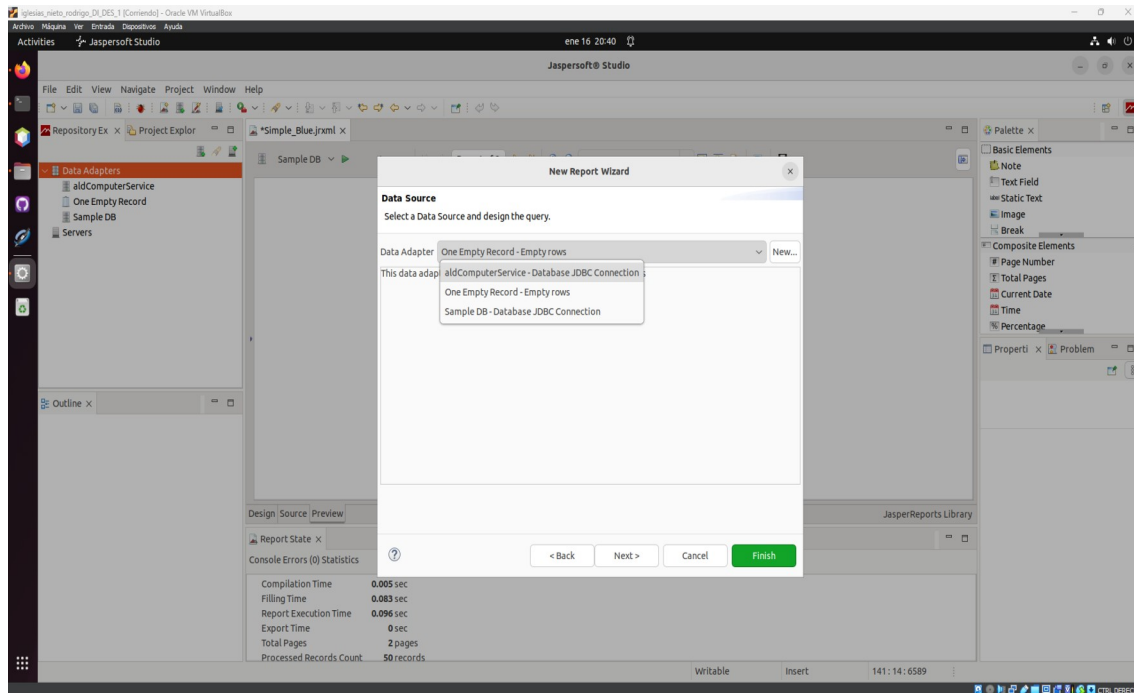 iglesias_nieto_rodrigo_DI_DES_1 [Corriendo] - Oracle VM VirtualBox
Archivo Máquina Ver Entrada Dispositivos Ayuda
Activities Jaspersoft Studio ene 16 20:40
Jaspersoft® Studio
File Edit View Navigate Project Window Help
Repository Ex Project Explor *Simple_Blue.jrxml Palette
Sample DB
Basic Elements
Note
Text Field
Static Text
Image
Break
Composite Elements
Page Number
Total Pages
Current Date
Time
Percentage
Data Adapters
aldComputerService
One Empty Record
Sample DB
Servers
New Report Wizard
Data Source
Select a Data Source and design the query.
Data Adapter One Empty Record - Empty rows New...
This data adap
aldComputerService - Database JDBC Connection
One Empty Record - Empty rows
Sample DB - Database JDBC Connection
Properti Problem
Outline
Design Source Preview JasperReports Library
Report State
Console Errors (0) Statistics
< Back Next > Cancel Finish
Compilation Time 0.005 sec
Filling Time 0.083 sec
Report Execution Time 0.096 sec
Export Time 0 sec
Total Pages 2 pages
Processed Records Count 50 records
Writable Insert 141 : 14 : 6589
CTRL DEREC